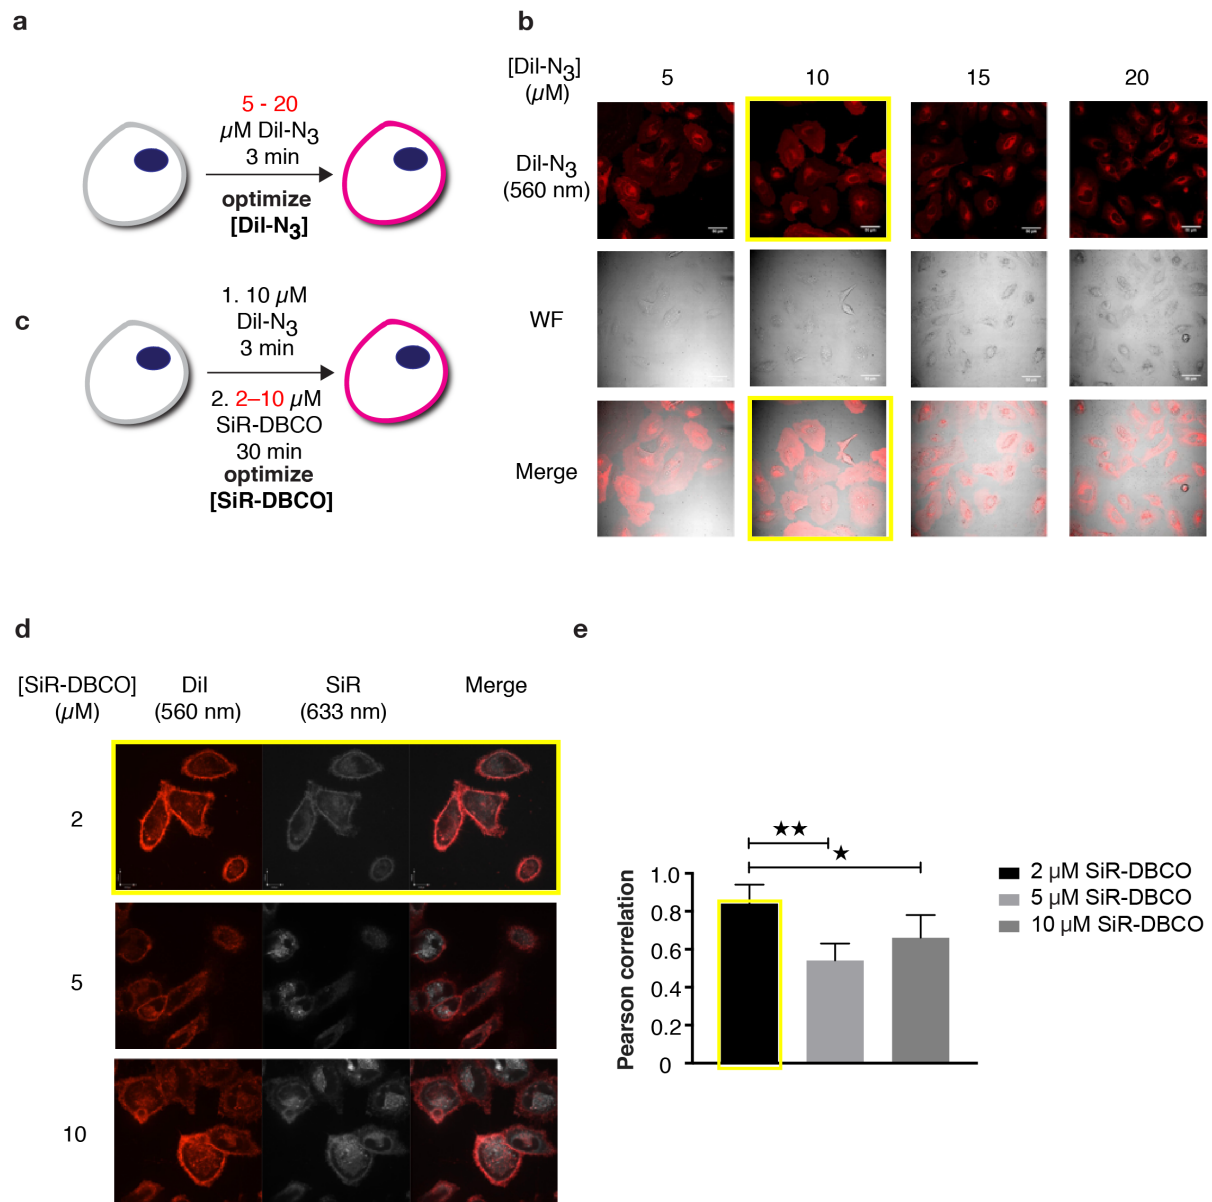 a
5 - 20
µM DiI-N3
3 min
optimize
[DiI-N3]
b
[DiI-N3]
(µM)
5
10
15
20
DiI-N3
(560 nm)
WF
Merge
c
1. 10 µM
DiI-N3
3 min
2. 2–10 µM
SiR-DBCO
30 min
optimize
[SiR-DBCO]
d
[SiR-DBCO]
(µM)
DiI
(560 nm)
SiR
(633 nm)
Merge
2
5
10
e
★★
★
Pearson correlation
1.0
0.8
0.6
0.4
0.2
0
2 µM SiR-DBCO
5 µM SiR-DBCO
10 µM SiR-DBCO